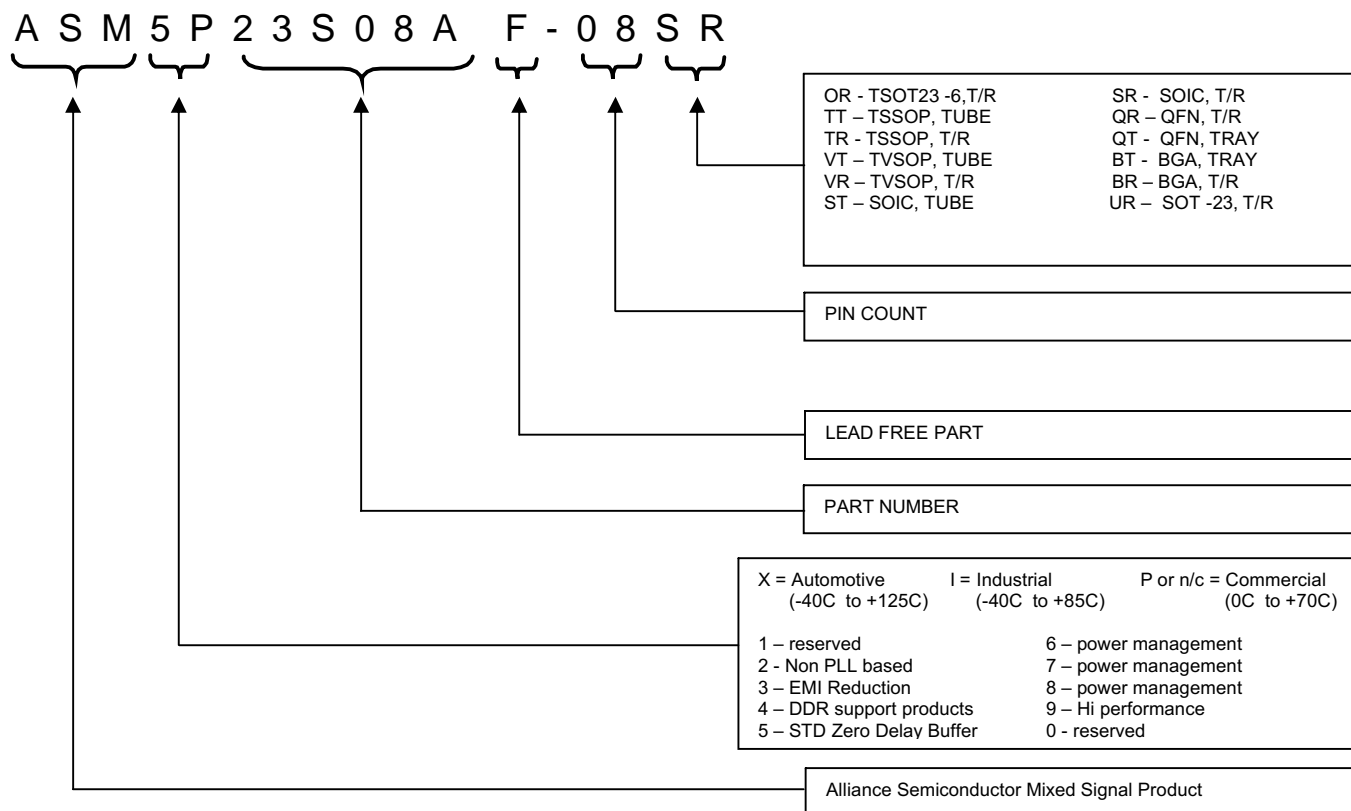 A S M 5 P 2 3 S 0 8 A F - 0 8 S R
OR - TSOT23 -6,T/R SR - SOIC, T/R
TT – TSSOP, TUBE QR – QFN, T/R
TR - TSSOP, T/R QT - QFN, TRAY
VT – TVSOP, TUBE BT - BGA, TRAY
VR – TVSOP, T/R BR – BGA, T/R
ST – SOIC, TUBE UR – SOT -23, T/R
PIN COUNT
LEAD FREE PART
PART NUMBER
X = Automotive I = Industrial P or n/c = Commercial
(-40C to +125C) (-40C to +85C) (0C to +70C)
1 – reserved 6 – power management
2 - Non PLL based 7 – power management
3 – EMI Reduction 8 – power management
4 – DDR support products 9 – Hi performance
5 – STD Zero Delay Buffer 0 - reserved
Alliance Semiconductor Mixed Signal Product